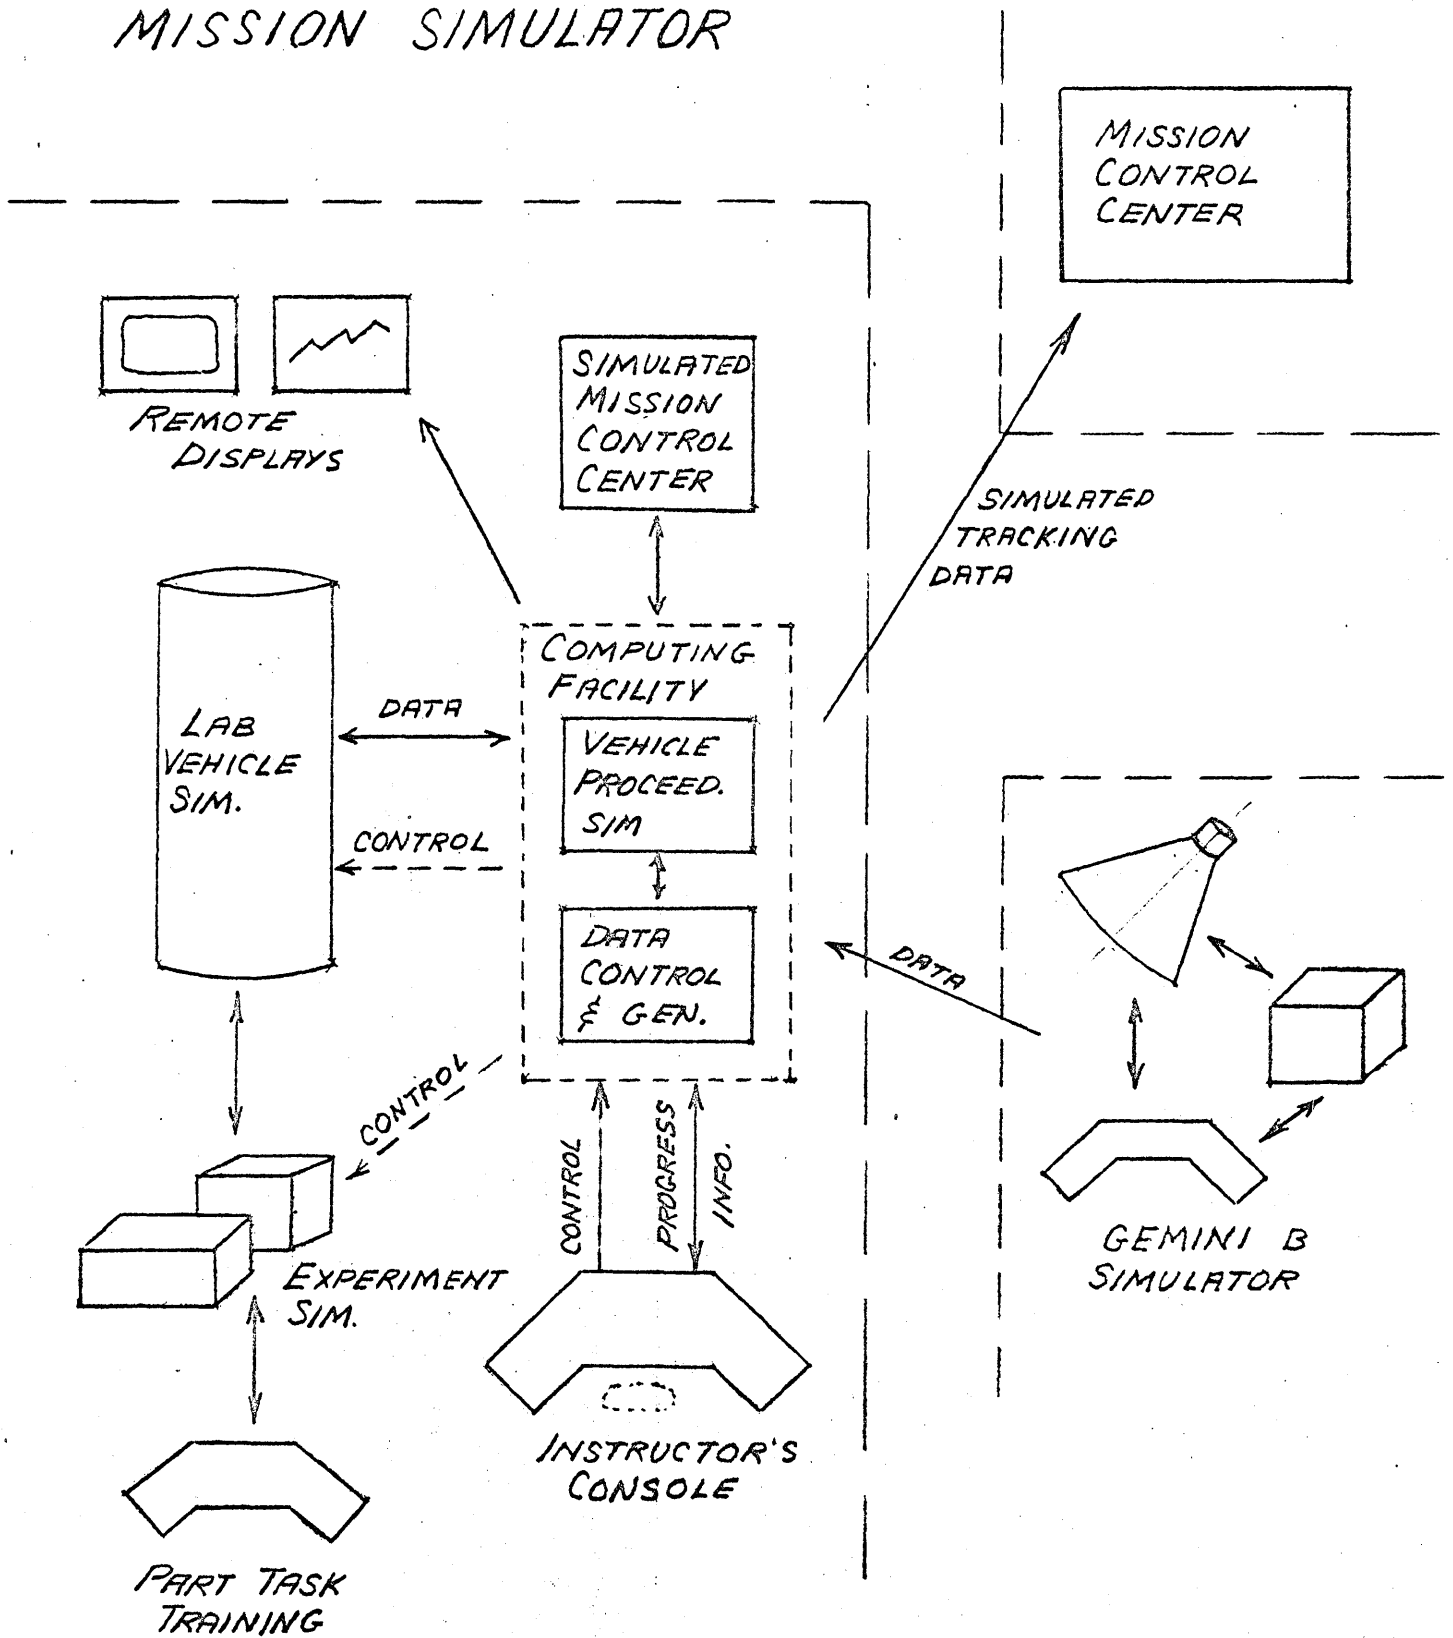 MISSION SIMULATOR
MISSION
CONTROL
CENTER
REMOTE
DISPLAYS
SIMULATED
MISSION
CONTROL
CENTER
SIMULATED
TRACKING
DATA
COMPUTING
FACILITY
VEHICLE
PROCEED.
SIM
DATA
CONTROL
& GEN.
LAB
VEHICLE
SIM.
DATA
CONTROL
DATA
CONTROL
CONTROL
PROGRESS
INFO.
GEMINI B
SIMULATOR
EXPERIMENT
SIM.
INSTRUCTOR'S
CONSOLE
PART TASK
TRAINING